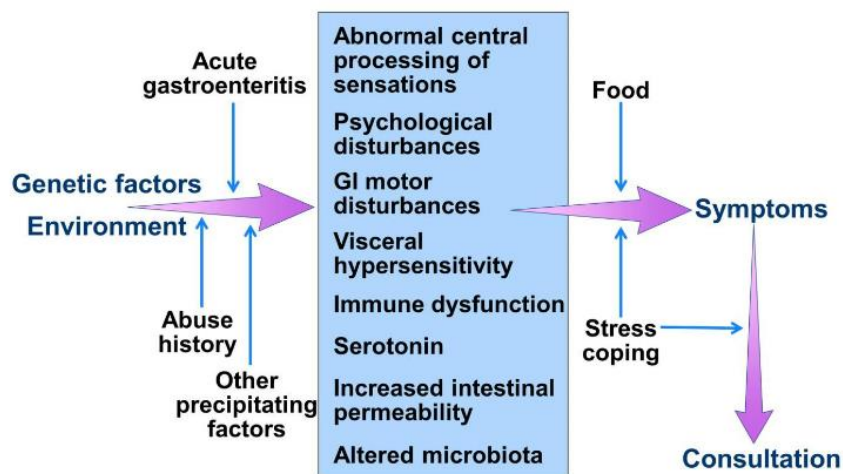 Acute
gastroenteritis
Genetic factors
Environment
Abuse
history
Other
precipitating
factors
Abnormal central
processing of
sensations
Psychological
disturbances
GI motor
disturbances
Visceral
hypersensitivity
Immune dysfunction
Serotonin
Increased intestinal
permeability
Altered microbiota
Food
Stress
coping
Symptoms
Consultation